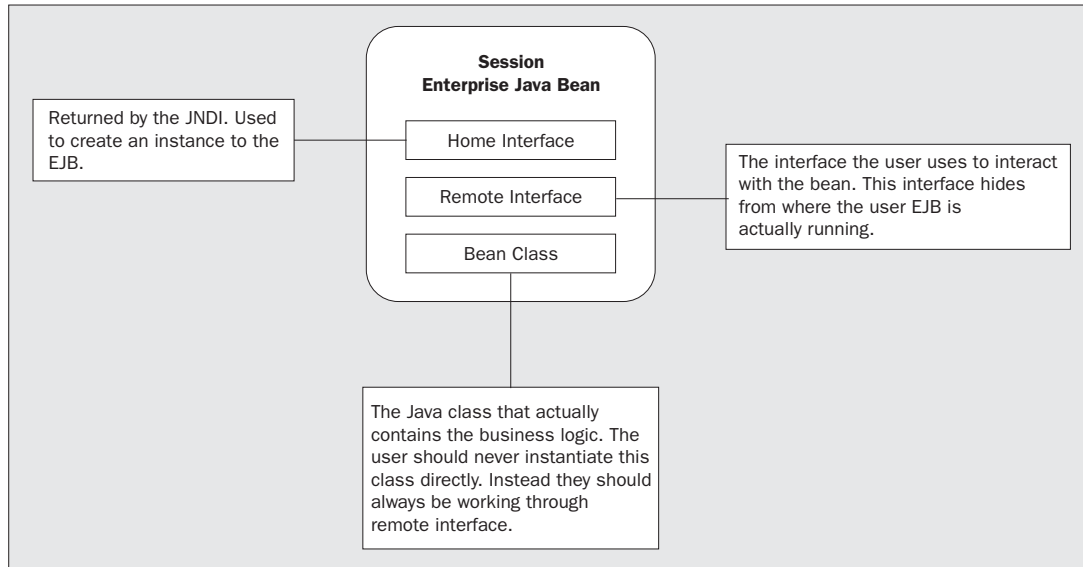 Session
Enterprise Java Bean
Returned by the JNDI. Used
to create an instance to the
EJB.
Home Interface
Remote Interface
The interface the user uses to interact
with the bean. This interface hides
from where the user EJB is
actually running.
Bean Class
The Java class that actually
contains the business logic. The
user should never instantiate this
class directly. Instead they should
always be working through
remote interface.